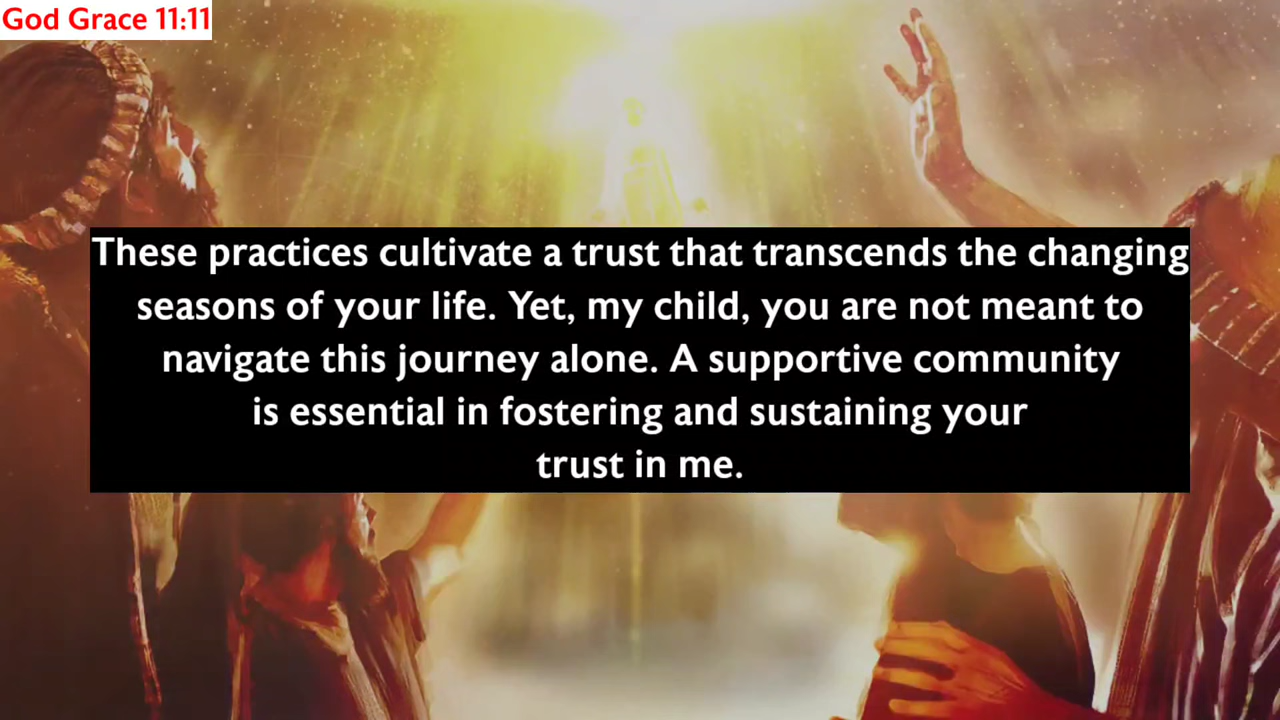 God Grace 11:11
These practices cultivate a trust that transcends the changing
seasons of your life. Yet, my child, you are not meant to
navigate this journey alone. A supportive community
is essential in fostering and sustaining your
trust in me.